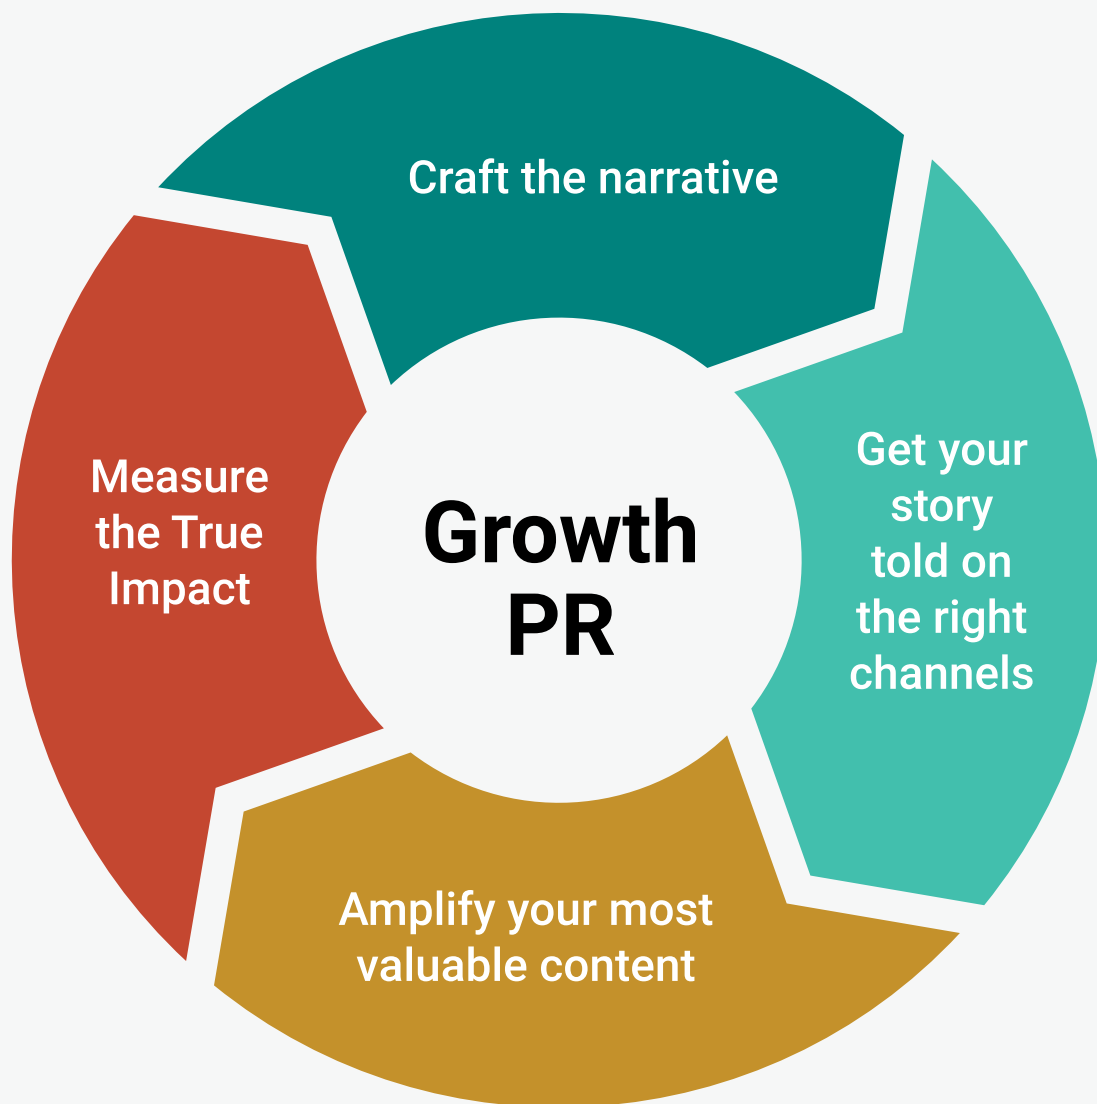 Craft the narrative
Get your
story
told on
the right
channels
Amplify your most
valuable content
Measure
the True
Impact
Growth
PR